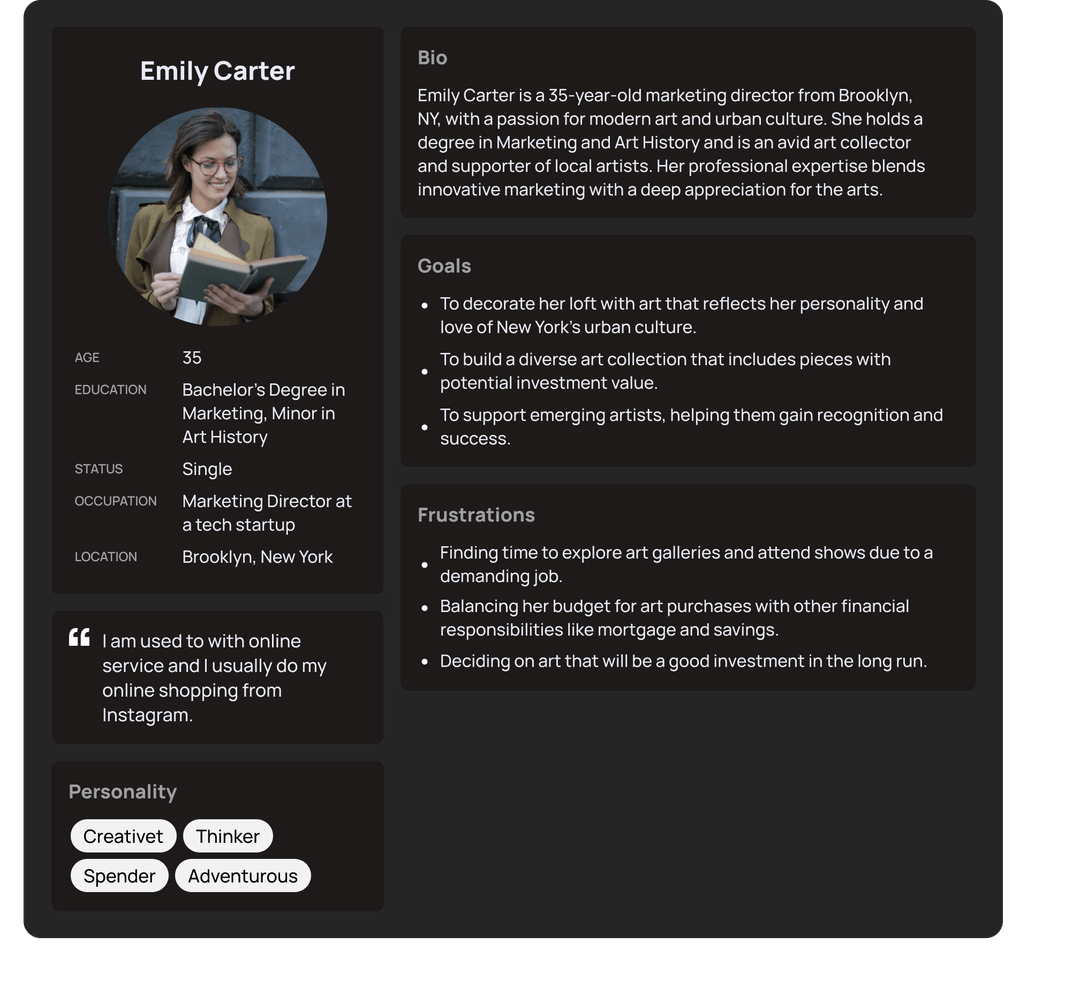 Emily Carter
AGE 35
EDUCATION Bachelor's Degree in
Marketing, Minor in
Art History
STATUS Single
OCCUPATION Marketing Director at
a tech startup
LOCATION Brooklyn, New York
“ I am used to with online
service and I usually do my
online shopping from
Instagram.
Personality
Creativet Thinker
Spender Adventurous
Bio
Emily Carter is a 35-year-old marketing director from Brooklyn,
NY, with a passion for modern art and urban culture. She holds a
degree in Marketing and Art History and is an avid art collector
and supporter of local artists. Her professional expertise blends
innovative marketing with a deep appreciation for the arts.
Goals
• To decorate her loft with art that reflects her personality and
love of New York's urban culture.
• To build a diverse art collection that includes pieces with
potential investment value.
• To support emerging artists, helping them gain recognition and
success.
Frustrations
• Finding time to explore art galleries and attend shows due to a
demanding job.
• Balancing her budget for art purchases with other financial
responsibilities like mortgage and savings.
• Deciding on art that will be a good investment in the long run.